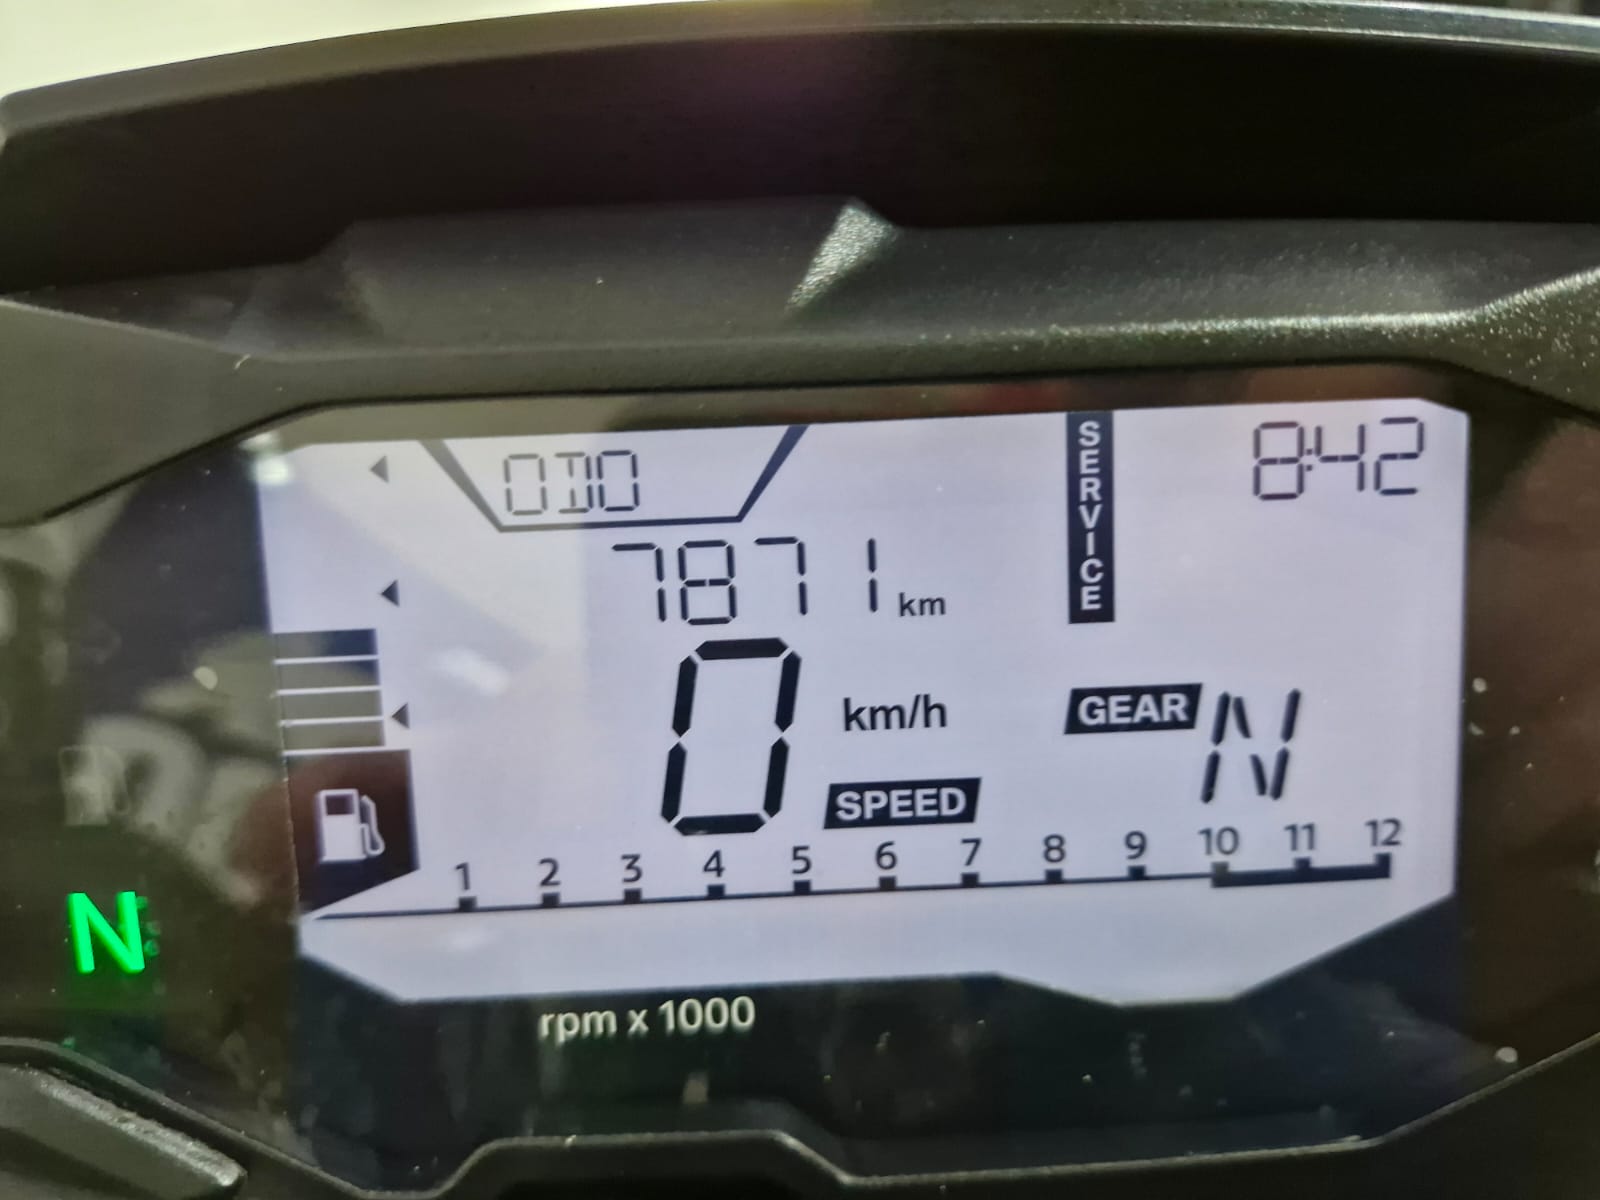 ODO
SERVICE
8:42
7871 km
0 km/h
GEAR N
SPEED
1 2 3 4 5 6 7 8 9 10 11 12
N
rpm x 1000